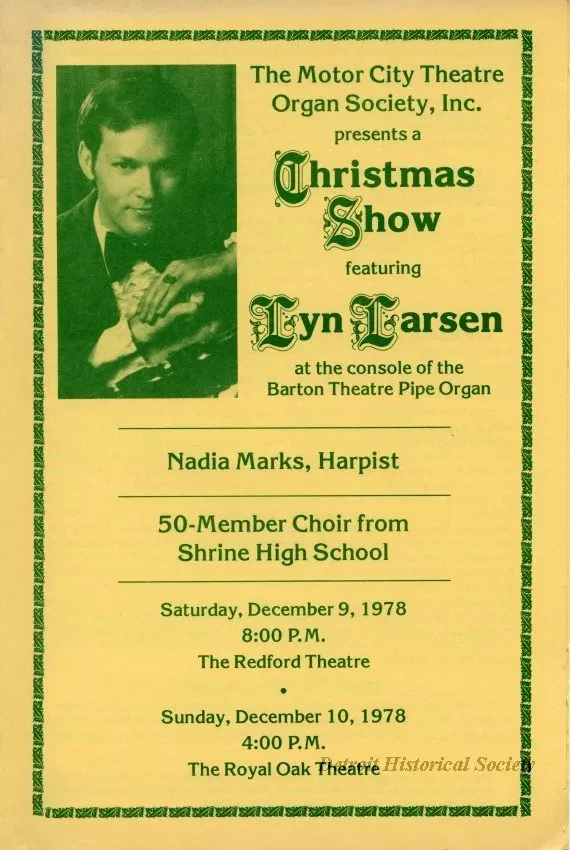 The Motor City Theatre
Organ Society, Inc.
presents a
Christmas
Show
featuring
Lyn Larsen
at the console of the
Barton Theatre Pipe Organ
Nadia Marks, Harpist
50-Member Choir from
Shrine High School
Saturday, December 9, 1978
8:00 P.M.
The Redford Theatre
•
Sunday, December 10, 1978
4:00 P.M.
The Royal Oak Theatre
Detroit Historical Society